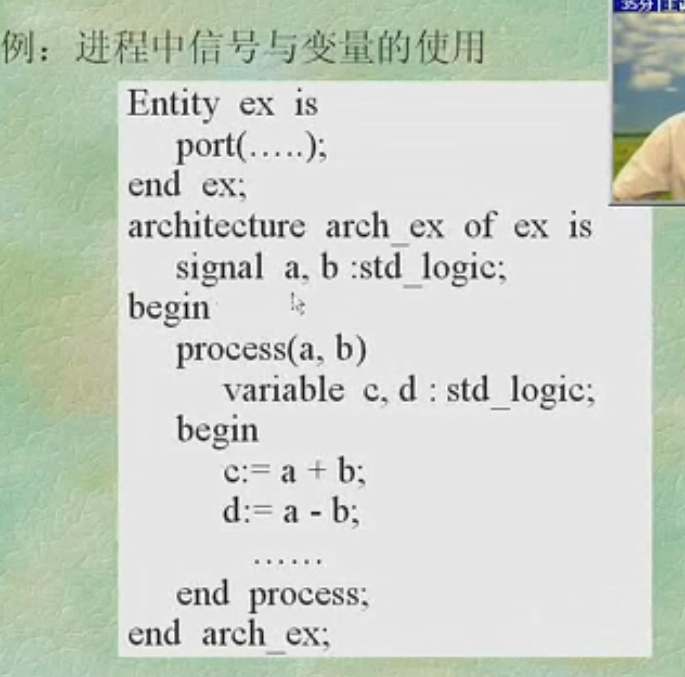 例：进程中信号与变量的使用
Entity ex is
port(.....);
end ex;
architecture arch_ex of ex is
signal a, b :std_logic;
begin
process(a, b)
variable c, d : std_logic;
begin
c:= a + b;
d:= a - b;
......
end process;
end arch_ex;